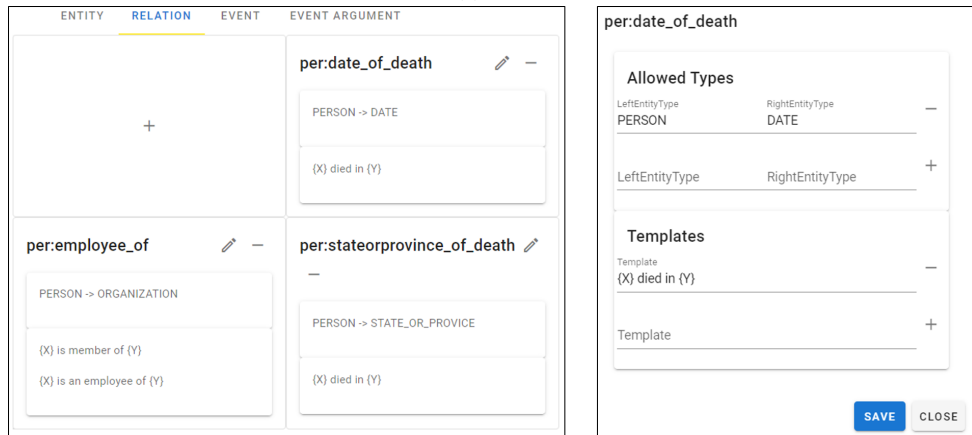 ENTITY RELATION EVENT EVENT ARGUMENT
+
per:date_of_death
PERSON -> DATE
{X} died in {Y}
per:employee_of
PERSON -> ORGANIZATION
{X} is member of {Y}
{X} is an employee of {Y}
per:stateorprovince_of_death
PERSON -> STATE_OR_PROVICE
{X} died in {Y}
per:date_of_death
Allowed Types
LeftEntityType RightEntityType
PERSON DATE
LeftEntityType RightEntityType
Templates
Template
{X} died in {Y}
Template
SAVE CLOSE